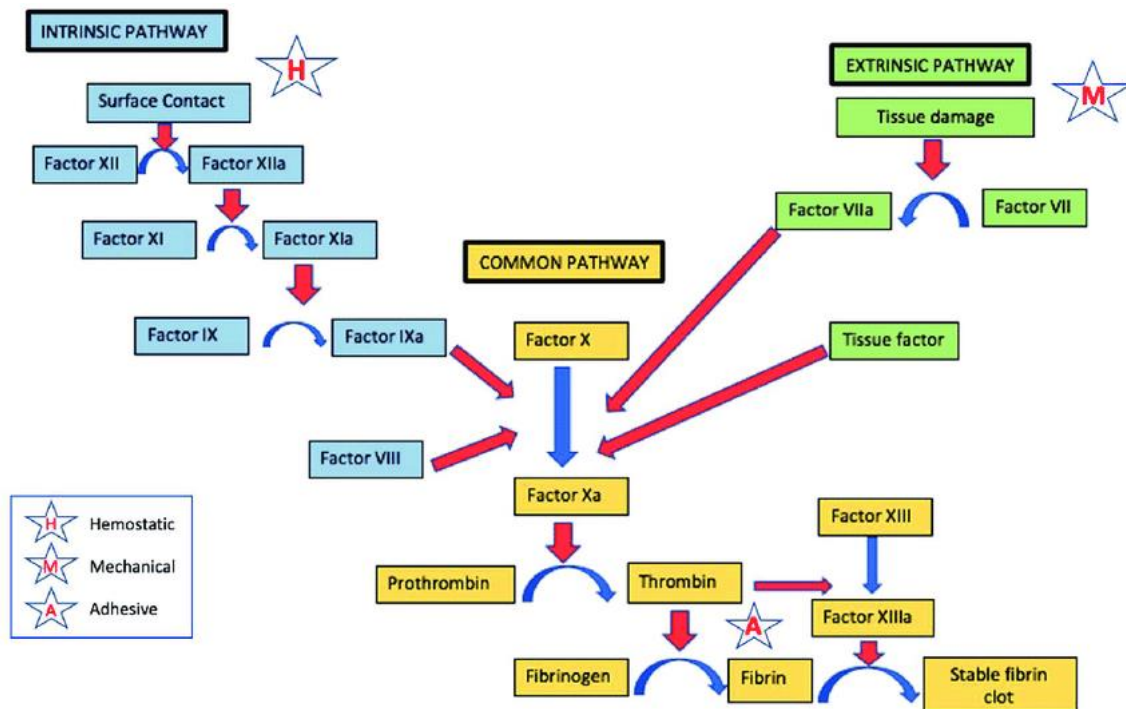 INTRINSIC PATHWAY
H
EXTRINSIC PATHWAY
M
Surface Contact
Tissue damage
Factor XII
Factor XIIa
Factor VIIa
Factor VII
Factor XI
Factor XIa
COMMON PATHWAY
Factor IX
Factor IXa
Factor X
Tissue factor
Factor VIII
Factor Xa
Factor XIII
H Hemostatic
M Mechanical
A Adhesive
Prothrombin
Thrombin
Factor XIIIa
A
Fibrinogen
Fibrin
Stable fibrin
clot